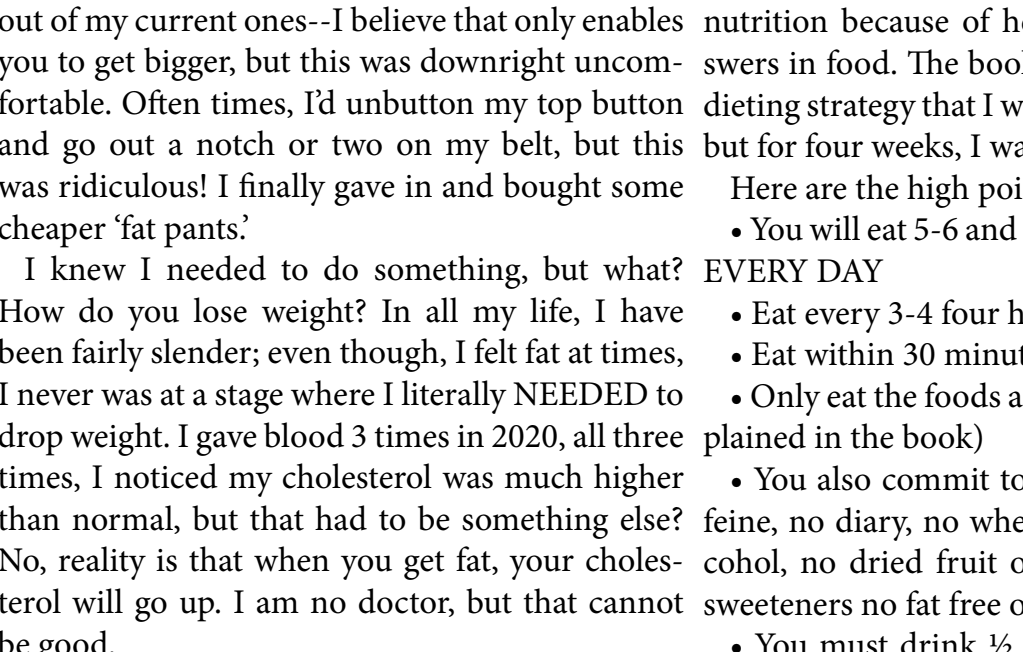 out of my current ones--I believe that only enables
you to get bigger, but this was downright uncom-
fortable. Often times, I'd unbutton my top button
and go out a notch or two on my belt, but this
was ridiculous! I finally gave in and bought some
cheaper 'fat pants.'
I knew I needed to do something, but what?
How do you lose weight? In all my life, I have
been fairly slender; even though, I felt fat at times,
I never was at a stage where I literally NEEDED to
drop weight. I gave blood 3 times in 2020, all three
times, I noticed my cholesterol was much higher
than normal, but that had to be something else?
No, reality is that when you get fat, your choles-
terol will go up. I am no doctor, but that cannot
be good.
nutrition because of
swers in food. The
dieting strategy that I
but for four weeks, I
Here are the high
• You will eat 5-6 and
EVERY DAY
• Eat every 3-4 four
• Eat within 30
• Only eat the foods
plained in the book)
• You also commit to
feine, no diary, no
cohol, no dried fruit
sweeteners no fat free
• You must drink ½